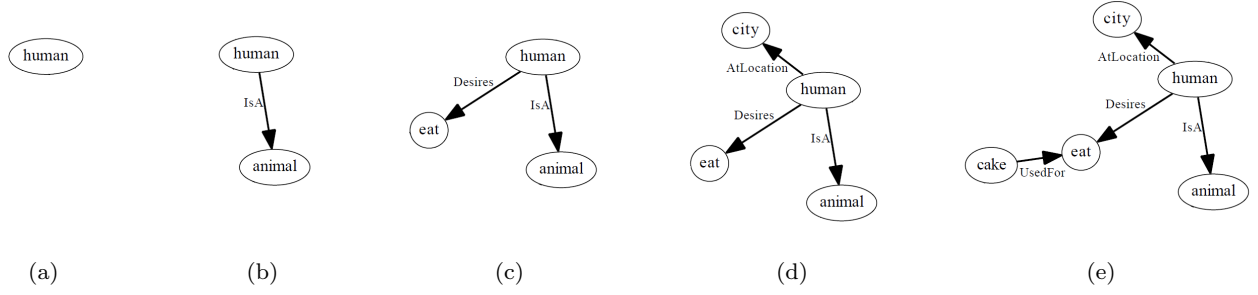 human
(a)
human
IsA
animal
(b)
human
Desires
IsA
eat
animal
(c)
city
AtLocation
human
Desires
IsA
eat
animal
(d)
city
AtLocation
human
Desires
IsA
cake
UsedFor
eat
animal
(e)